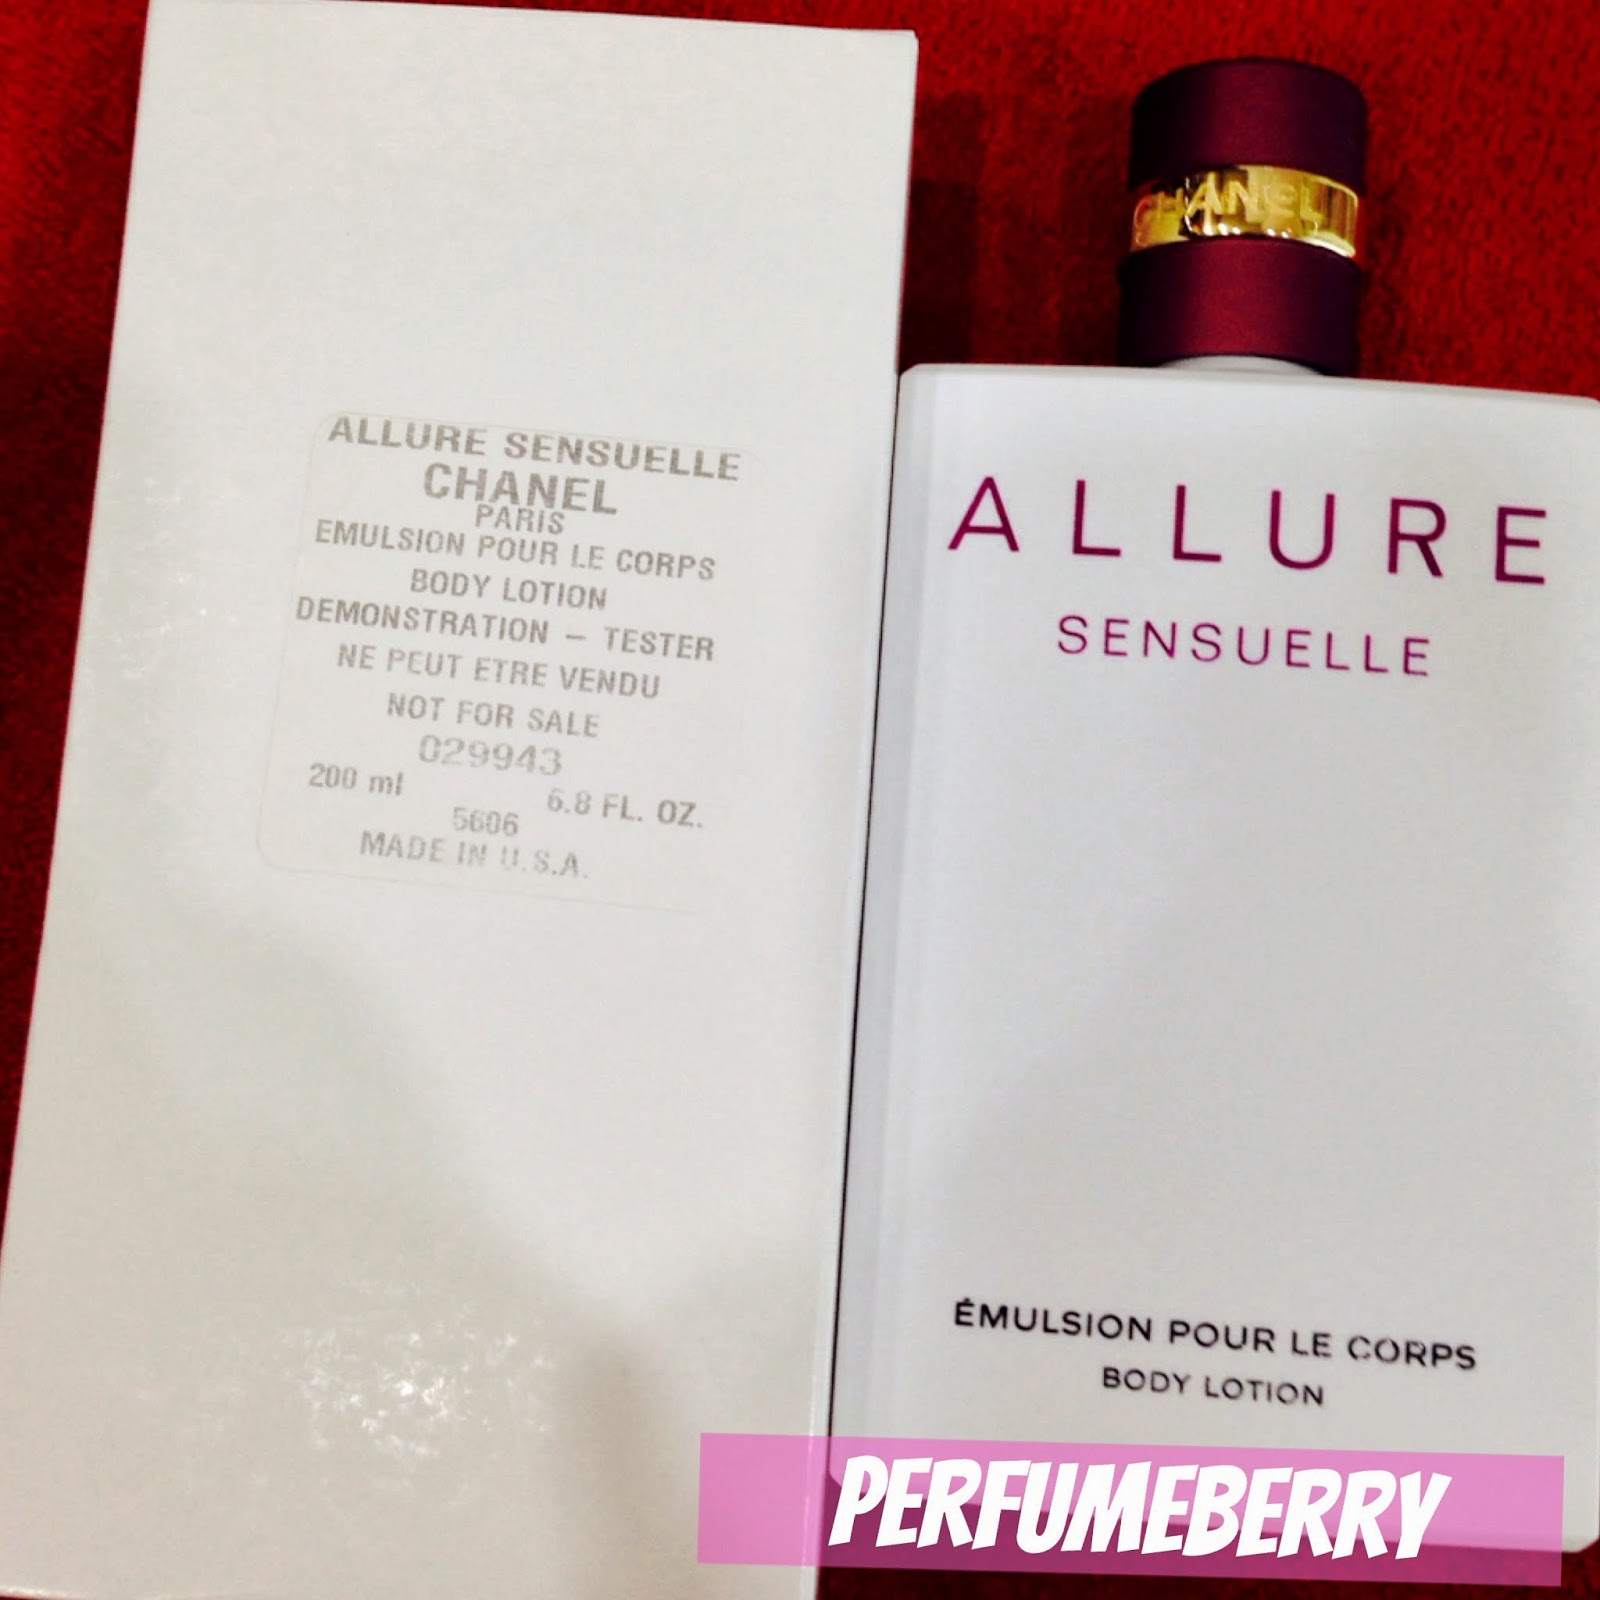 ALLURE SENSUELLE
CHANEL
PARIS
EMULSION POUR LE CORPS
BODY LOTION
DEMONSTRATION – TESTER
NE PEUT ETRE VENDU
NOT FOR SALE
029943
200 ml 6.8 FL. OZ.
5606
MADE IN U.S.A.
CHANEL
ALLURE
SENSUELLE
ÉMULSION POUR LE CORPS
BODY LOTION
PERFUMEBERRY